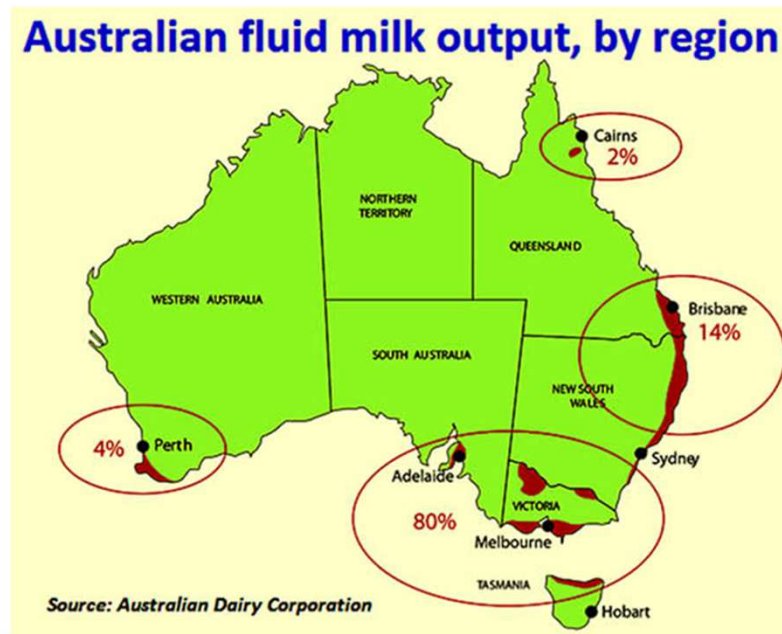 Australian fluid milk output, by region
Cairns
2%
NORTHERN
TERRITORY
QUEENSLAND
WESTERN AUSTRALIA
Brisbane
14%
SOUTH AUSTRALIA
NEW SOUTH
WALES
4%
Perth
Sydney
Adelaide
VICTORIA
80%
Melbourne
TASMANIA
Source: Australian Dairy Corporation
Hobart